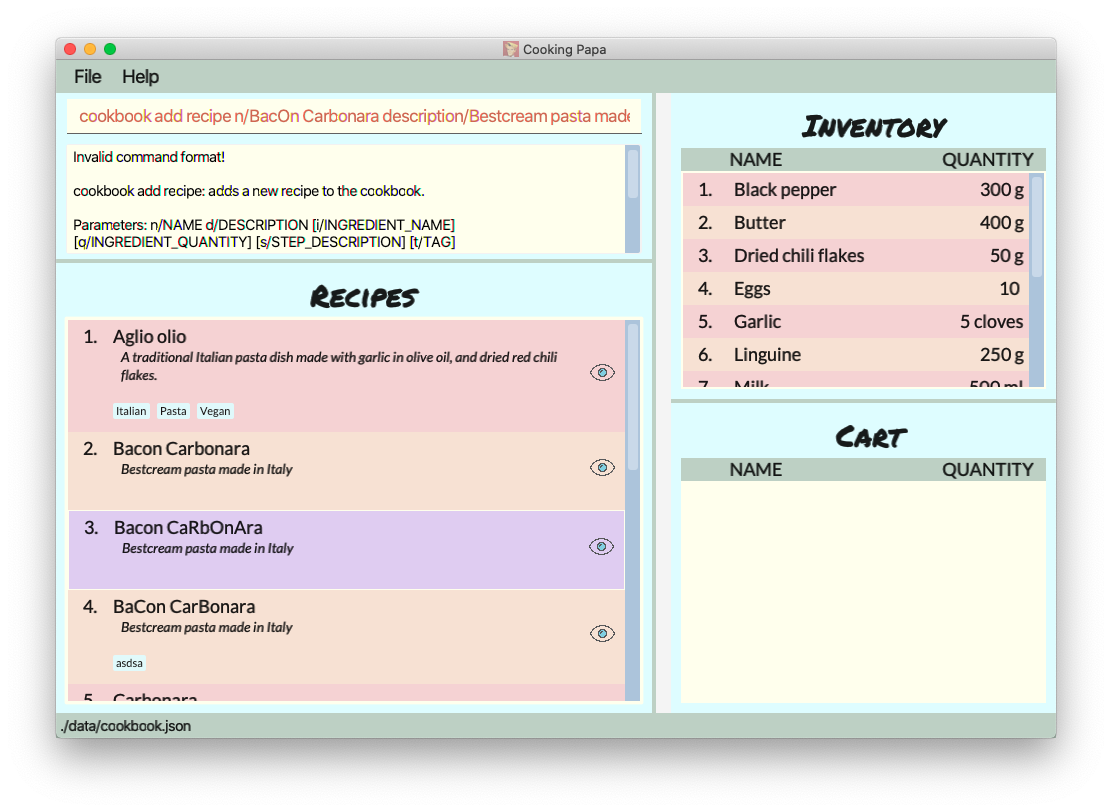 Cooking Papa
File Help
cookbook add recipe n/BacOn Carbonara description/Bestcream pasta made
Invalid command format!
cookbook add recipe: adds a new recipe to the cookbook.
Parameters: n/NAME d/DESCRIPTION [i/INGREDIENT_NAME]
[q/INGREDIENT_QUANTITY] [s/STEP_DESCRIPTION] [t/TAG]
Recipes
1. Aglio olio
A traditional Italian pasta dish made with garlic in olive oil, and dried red chili
flakes.
Italian Pasta Vegan
2. Bacon Carbonara
Bestcream pasta made in Italy
3. Bacon CaRbOnAra
Bestcream pasta made in Italy
4. BaCon CarBonara
Bestcream pasta made in Italy
asdsa
5. Carbonara
Inventory
NAME QUANTITY
1. Black pepper 300 g
2. Butter 400 g
3. Dried chili flakes 50 g
4. Eggs 10
5. Garlic 5 cloves
6. Linguine 250 g
7. Milk 500 ml
Cart
NAME QUANTITY
./data/cookbook.json